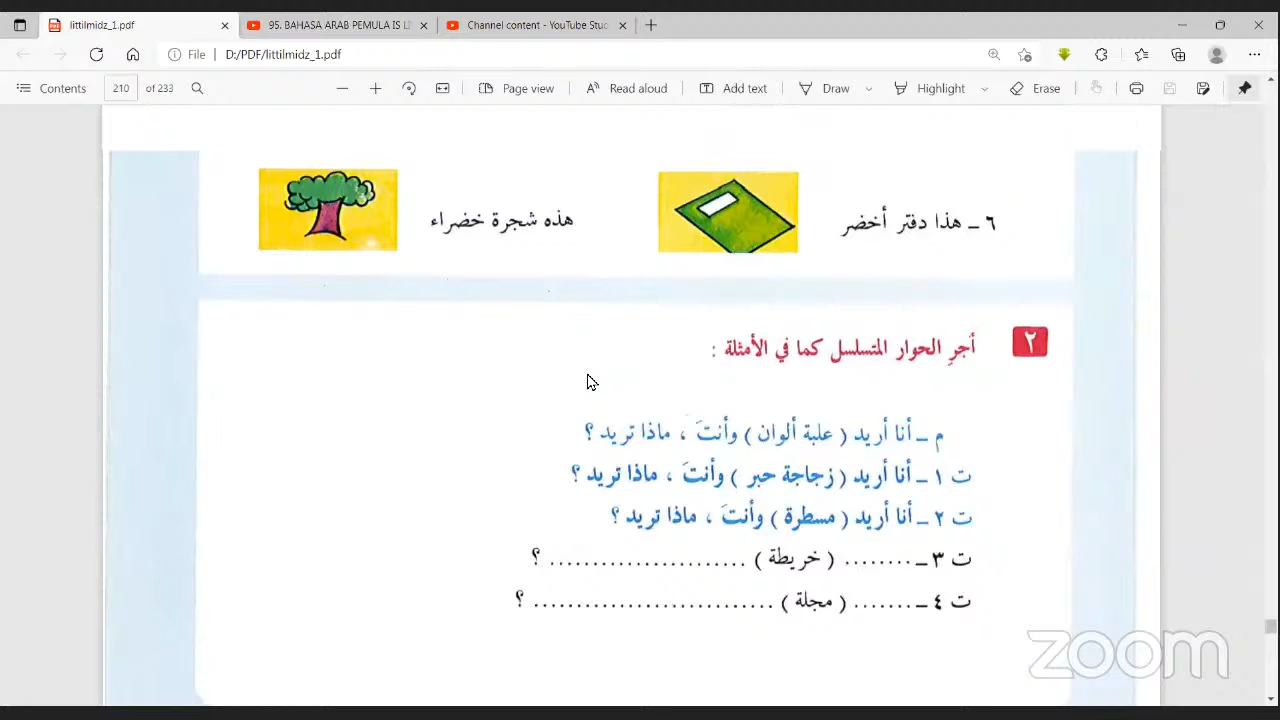 littilmidz_1.pdf
95. BAHASA ARAB PEMULA IS LI
Channel content - YouTube Stud
File
D:/PDF/littilmidz_1.pdf
Contents
210
of 233
Page view
Read aloud
Add text
Draw
Highlight
Erase
٦ - هذا دفتر أخضر
هذه شجرة خضراء
٢
أجرِ الحوار المتسلسل كما في الأمثلة :
م - أنا أريد ( علبة ألوان ) وأنتَ ، ماذا تريد ؟
ت ١ - أنا أريد ( زجاجة حبر ) وأنتَ ، ماذا تريد ؟
ت ٢ - أنا أريد ( مسطرة ) وأنتَ ، ماذا تريد ؟
ت ٣ - ........ ( خريطة ) ....................... ؟
ت ٤ - ....... ( مجلة ) ............................ ؟
zoom